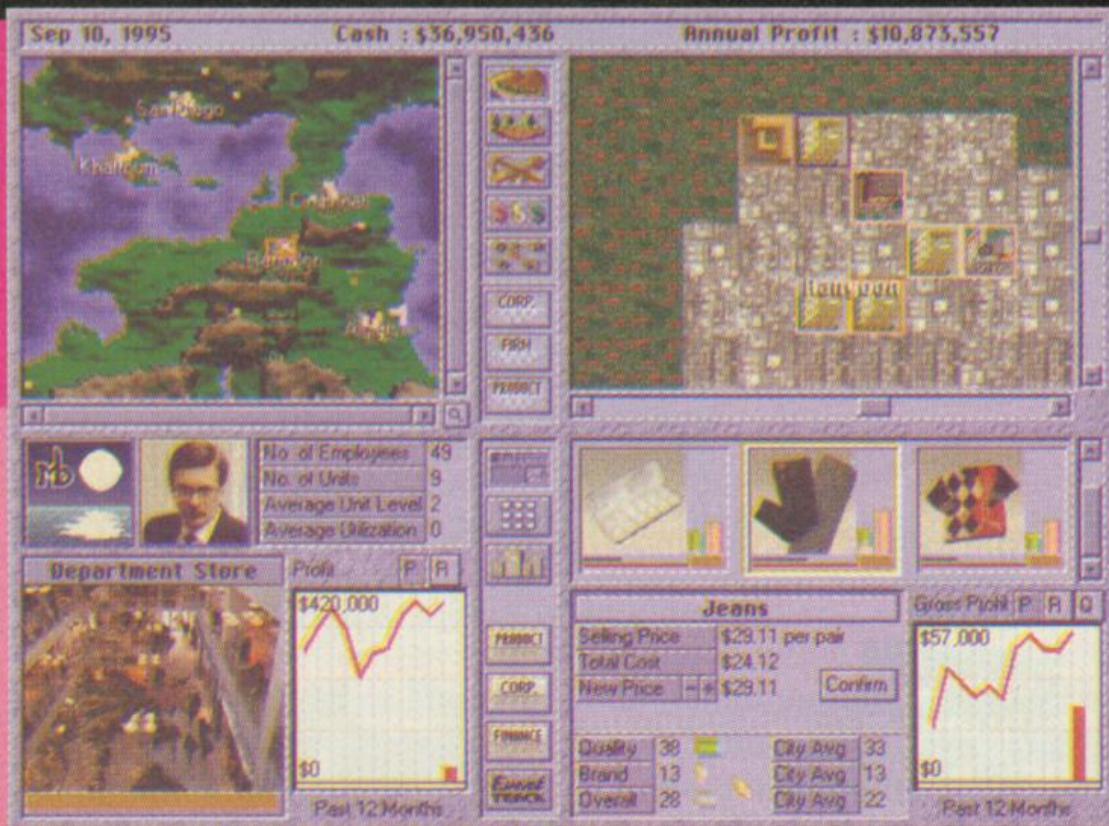 Sep 10, 1995 Cash : $36,950,436 Annual Profit : $10,873,557
Khartoum
CORP.
FIRM
PRODUCT
No. of Employees 49
No. of Units 9
Average Unit Level 2
Average Utilization 0
Department Store
Profit P R
$420,000
$0
Past 12 Months
PRODUCT
CORP.
FINANCE
Jeans
Selling Price $29.11 per pair
Total Cost $24.12
New Price - + $29.11 Confirm
Quality 38 City Avg 33
Brand 13 City Avg 13
Overall 28 City Avg 22
Gross Profit P R Q
$57,000
$0
Past 12 Months